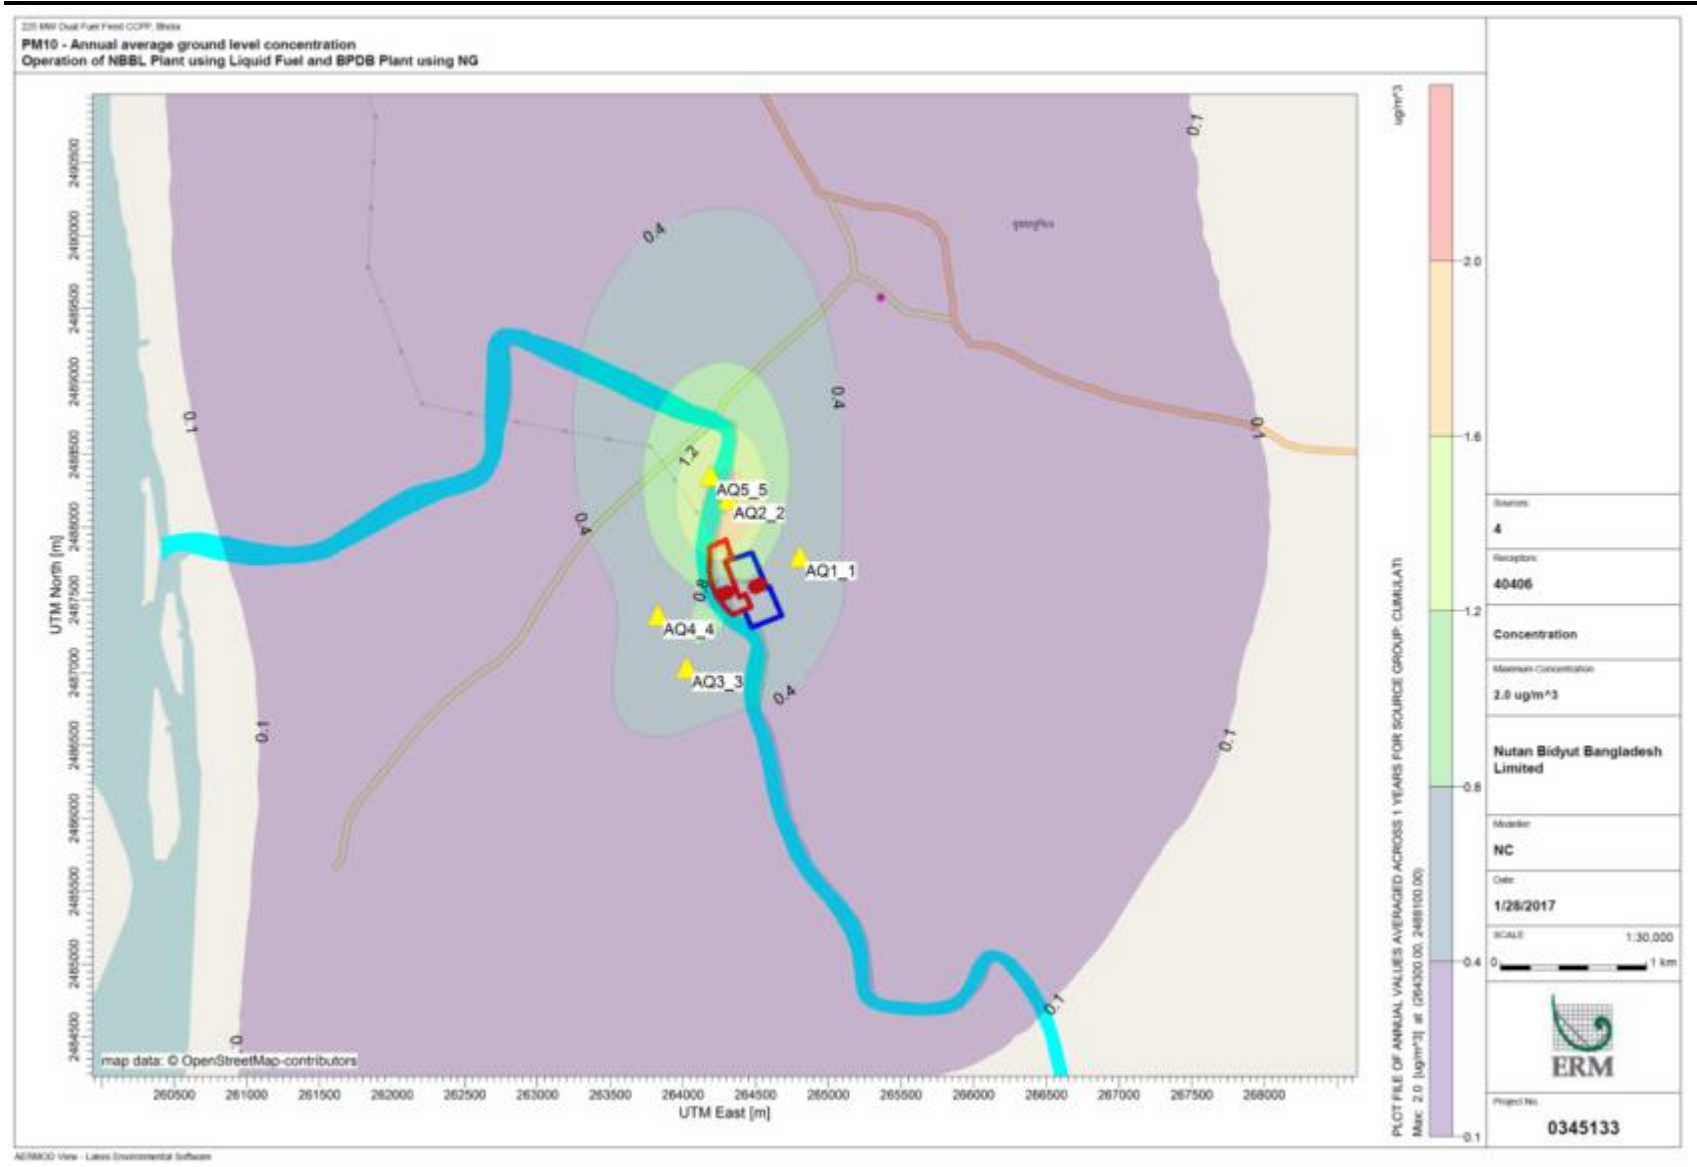 225 MW Dual Fuel Fired CCPP, Bhola
PM10 - Annual average ground level concentration
Operation of NBBL Plant using Liquid Fuel and BPDB Plant using NG
ug/m^3
2.0
1.6
1.2
0.8
0.4
0.1
PLOT FILE OF ANNUAL VALUES AVERAGED ACROSS 1 YEARS FOR SOURCE GROUP: CUMULATI
Max: 2.0 [ug/m^3] at (264300.00, 2488100.00)
UTM North [m]
2490500
2490000
2489500
2489000
2488500
2488000
2487500
2487000
2486500
2486000
2485500
2485000
2484500
0.1
0.4
0.1
0.4
0.1
1.2
AQ5_5
AQ2_2
0.4
AQ1_1
0.8
AQ4_4
AQ3_3
0.4
0.1
0.1
0.1
0.1
map data: © OpenStreetMap-contributors
260500 261000 261500 262000 262500 263000 263500 264000 264500 265000 265500 266000 266500 267000 267500 268000
UTM East [m]
Sources:
4
Receptors:
40406
Concentration
Maximum Concentration
2.0 ug/m^3
Nutan Bidyut Bangladesh
Limited
Modeller:
NC
Date:
1/28/2017
SCALE: 1:30,000
0 1 km
ERM
Project No.
0345133
AERMOD View - Lakes Environmental Software